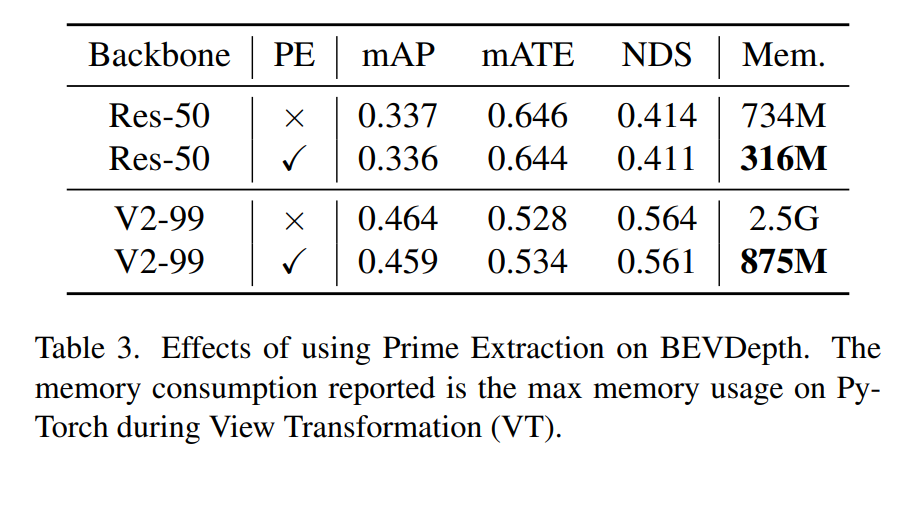 Backbone PE mAP mATE NDS Mem.
Res-50 × 0.337 0.646 0.414 734M
Res-50 ✓ 0.336 0.644 0.411 316M
V2-99 × 0.464 0.528 0.564 2.5G
V2-99 ✓ 0.459 0.534 0.561 875M
Table 3. Effects of using Prime Extraction on BEVDepth. The
memory consumption reported is the max memory usage on Py-
Torch during View Transformation (VT).